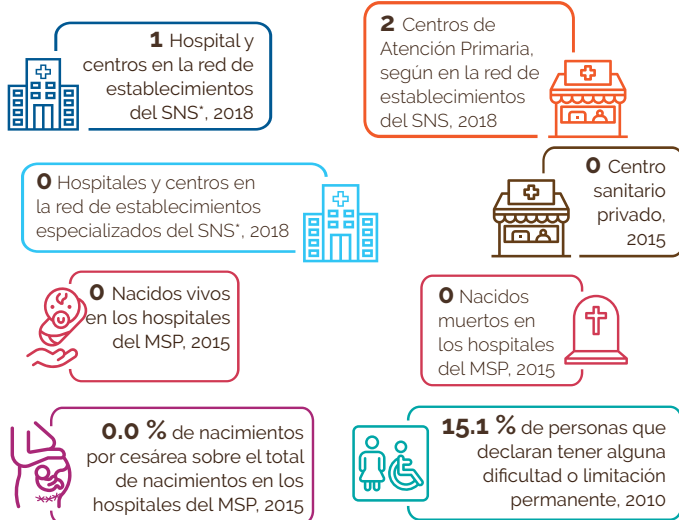 1 Hospital y
centros en la red de
establecimientos
del SNS*, 2018
2 Centros de
Atención Primaria,
según en la red de
establecimientos
del SNS, 2018
0 Hospitales y centros en
la red de establecimientos
especializados del SNS*, 2018
0 Centro
sanitario
privado,
2015
0 Nacidos vivos
en los hospitales
del MSP, 2015
0 Nacidos
muertos en
los hospitales
del MSP, 2015
0.0 % de nacimientos
por cesárea sobre el total
de nacimientos en los
hospitales del MSP, 2015
15.1 % de personas que
declaran tener alguna
dificultad o limitación
permanente, 2010